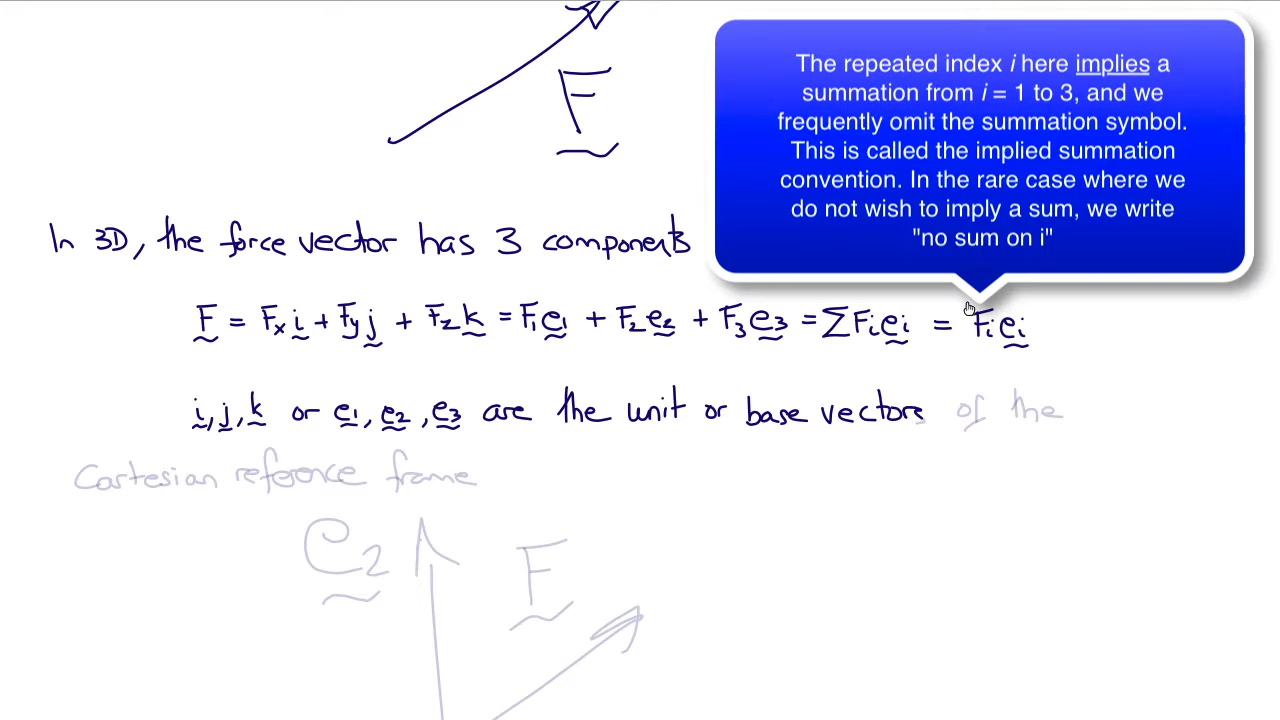 F
The repeated index i here implies a
summation from i = 1 to 3, and we
frequently omit the summation symbol.
This is called the implied summation
convention. In the rare case where we
do not wish to imply a sum, we write
"no sum on i"
In 3D, the force vector has 3 components
F = Fx i + Fy j + Fz k = F1 e1 + F2 e2 + F3 e3 = ∑ Fi ei = Fi ei
i, j, k or e1, e2, e3 are the unit or base vectors of the
Cartesian reference frame
e2 F